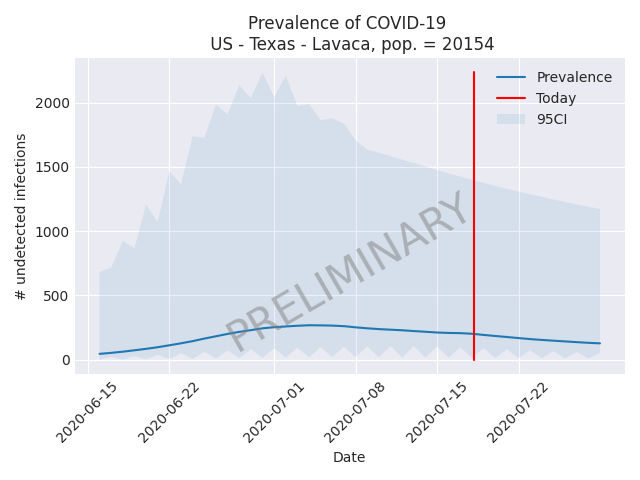 Prevalence of COVID-19
US - Texas - Lavaca, pop. = 20154
Prevalence
Today
95CI
2000
1500
1000
500
0
# undetected infections
PRELIMINARY
2020-06-15
2020-06-22
2020-07-01
2020-07-08
2020-07-15
2020-07-22
Date